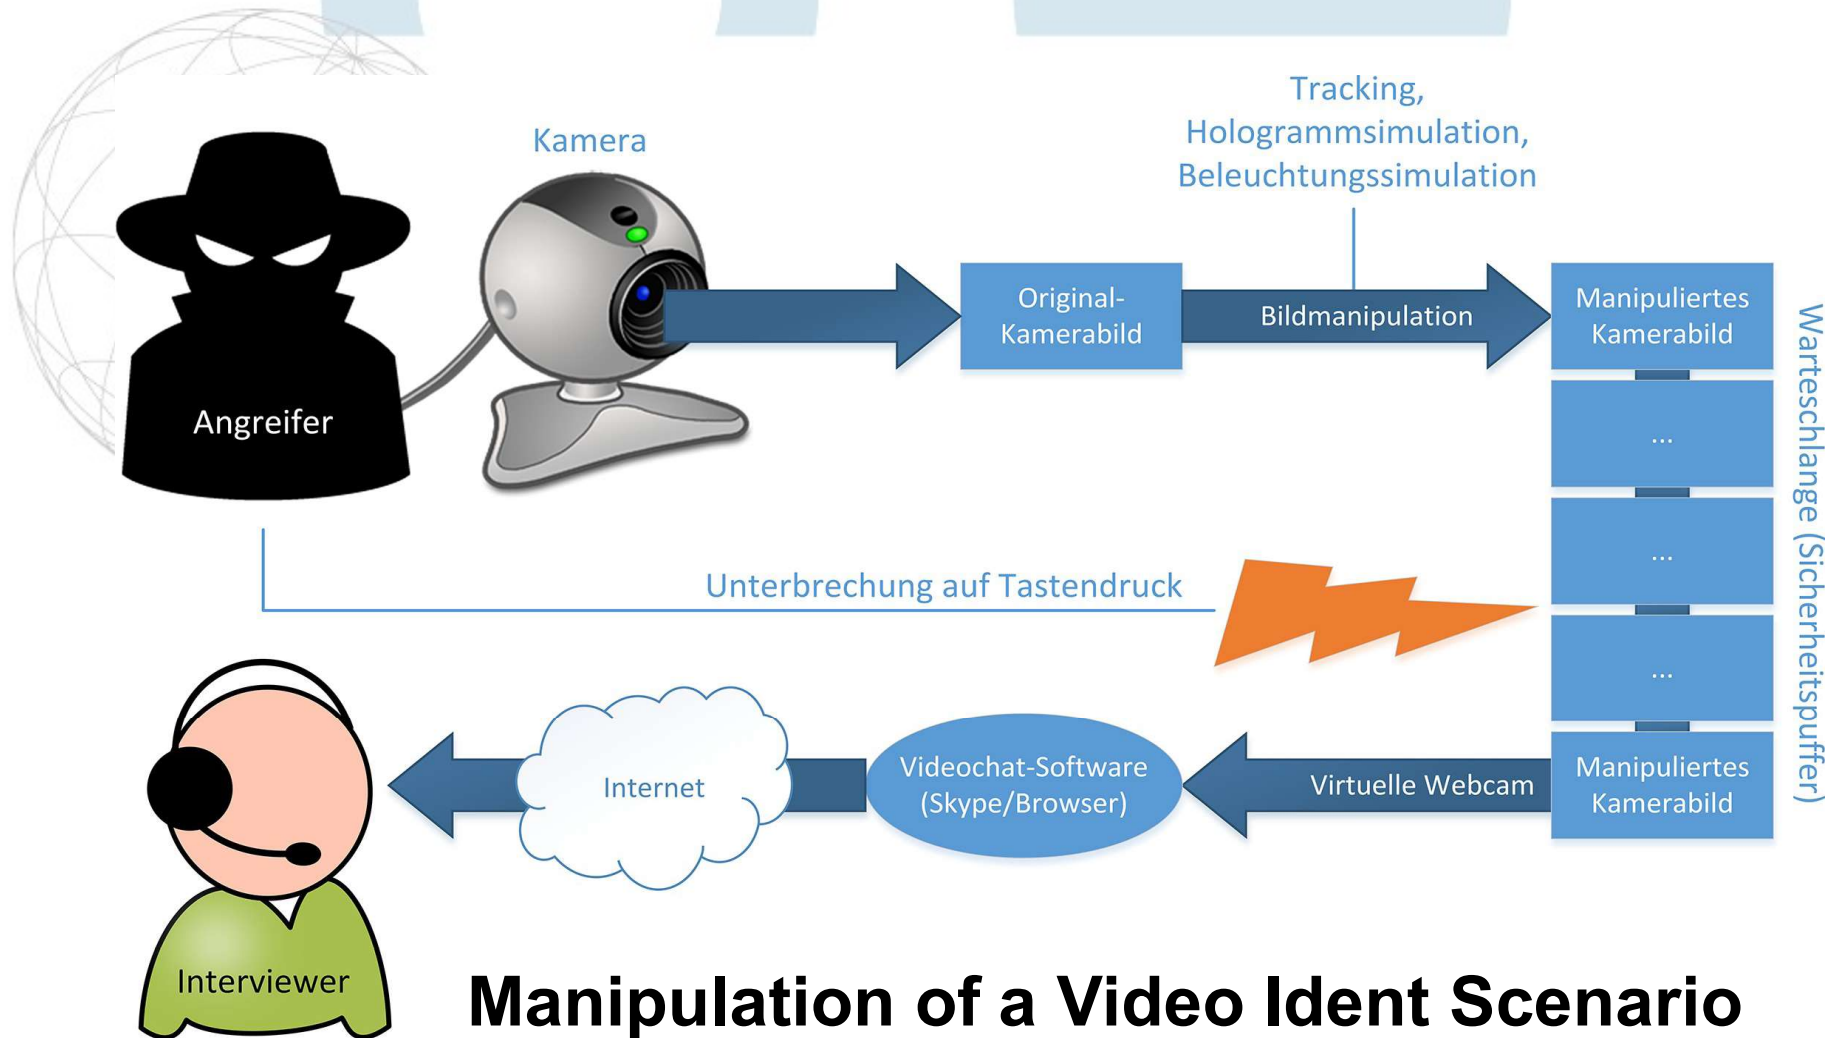 Tracking,
Hologrammsimulation,
Beleuchtungssimulation
Kamera
Original-
Kamerabild
Bildmanipulation
Manipuliertes
Kamerabild
Angreifer
...
...
...
Warteschlange (Sicherheitspuffer)
Unterbrechung auf Tastendruck
Manipuliertes
Kamerabild
Virtuelle Webcam
Videochat-Software
(Skype/Browser)
Internet
Interviewer
Manipulation of a Video Ident Scenario